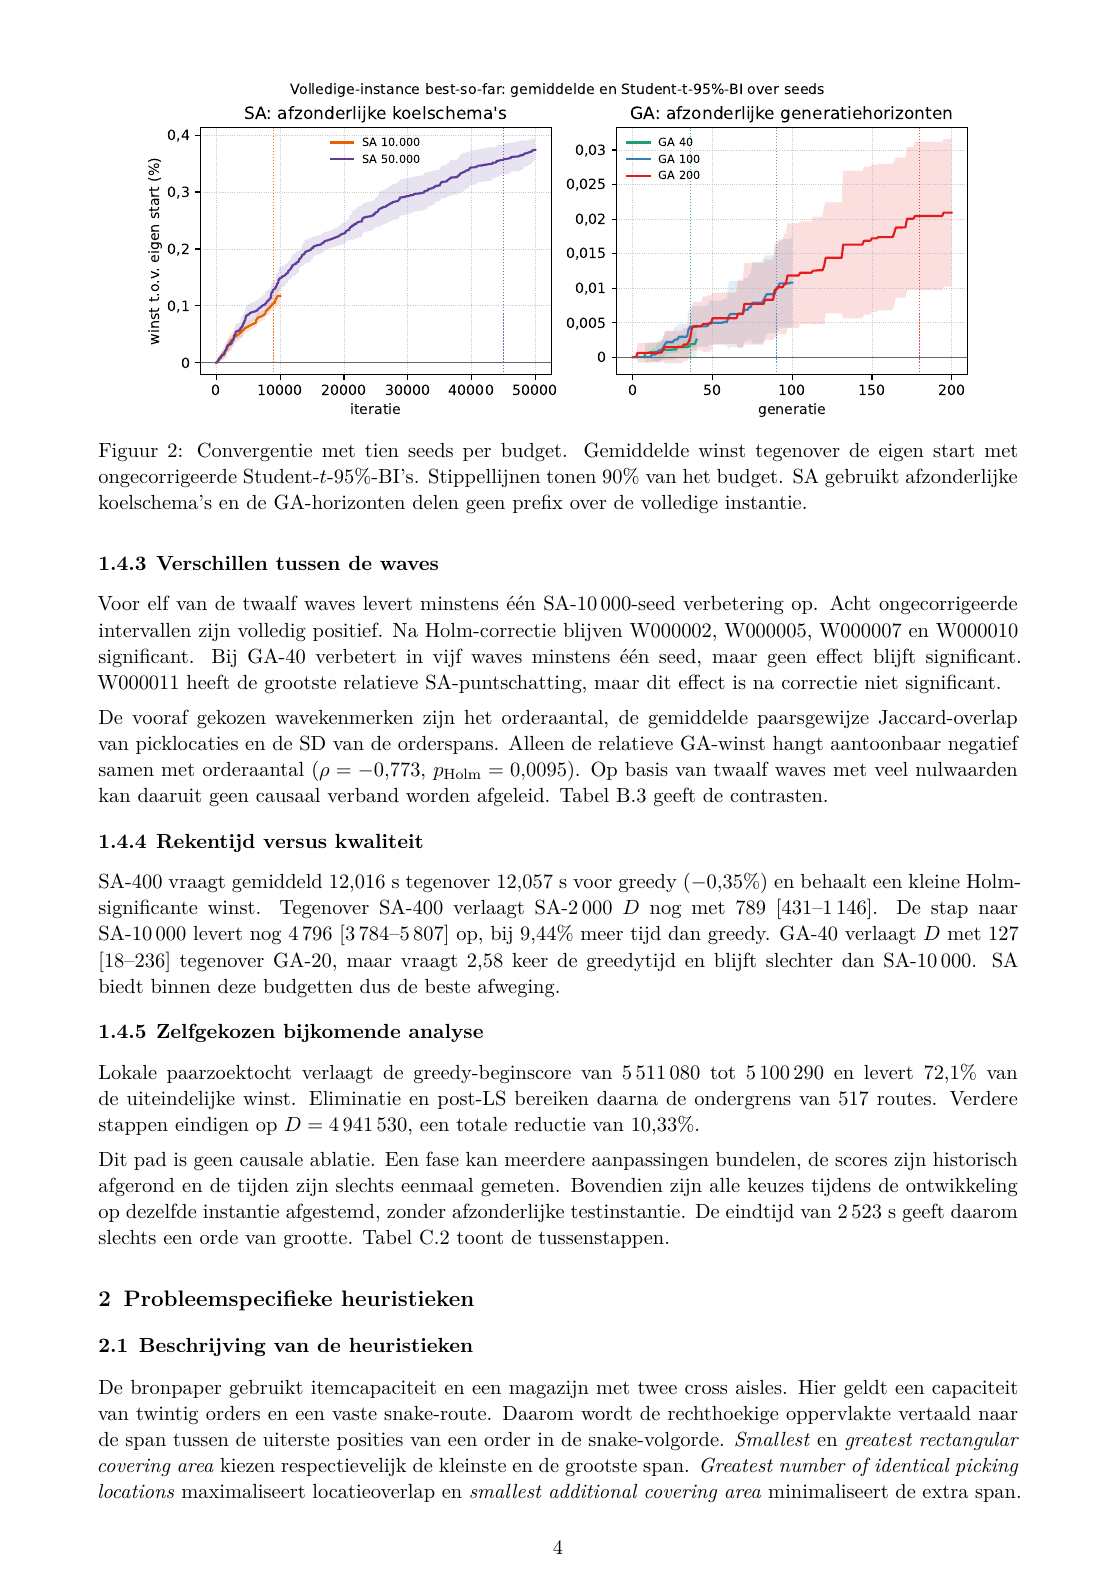 Volledige-instance best-so-far: gemiddelde en Student-t-95%-BI over seeds
SA: afzonderlijke koelschema's
GA: afzonderlijke generatiehorizonten
winst t.o.v. eigen start (%)
0,4
0,3
0,2
0,1
0
SA 10.000
SA 50.000
0 10000 20000 30000 40000 50000
iteratie
0,03
0,025
0,02
0,015
0,01
0,005
0
GA 40
GA 100
GA 200
0 50 100 150 200
generatie
Figuur 2: Convergentie met tien seeds per budget. Gemiddelde winst tegenover de eigen start met
ongecorrigeerde Student-t-95%-BI's. Stippellijnen tonen 90% van het budget. SA gebruikt afzonderlijke
koelschema's en de GA-horizonten delen geen prefix over de volledige instantie.
1.4.3 Verschillen tussen de waves
Voor elf van de twaalf waves levert minstens één SA-10 000-seed verbetering op. Acht ongecorrigeerde
intervallen zijn volledig positief. Na Holm-correctie blijven W000002, W000005, W000007 en W000010
significant. Bij GA-40 verbetert in vijf waves minstens één seed, maar geen effect blijft significant.
W000011 heeft de grootste relatieve SA-puntschatting, maar dit effect is na correctie niet significant.
De vooraf gekozen wavekenmerken zijn het orderaantal, de gemiddelde paarsgewijze Jaccard-overlap
van picklocaties en de SD van de orderspans. Alleen de relatieve GA-winst hangt aantoonbaar negatief
samen met orderaantal (ρ = −0,773, pHolm = 0,0095). Op basis van twaalf waves met veel nulwaarden
kan daaruit geen causaal verband worden afgeleid. Tabel B.3 geeft de contrasten.
1.4.4 Rekentijd versus kwaliteit
SA-400 vraagt gemiddeld 12,016 s tegenover 12,057 s voor greedy (−0,35%) en behaalt een kleine Holm-
significante winst. Tegenover SA-400 verlaagt SA-2 000 D nog met 789 [431–1 146]. De stap naar
SA-10 000 levert nog 4 796 [3 784–5 807] op, bij 9,44% meer tijd dan greedy. GA-40 verlaagt D met 127
[18–236] tegenover GA-20, maar vraagt 2,58 keer de greedytijd en blijft slechter dan SA-10 000. SA
biedt binnen deze budgetten dus de beste afweging.
1.4.5 Zelfgekozen bijkomende analyse
Lokale paarzoektocht verlaagt de greedy-beginscore van 5 511 080 tot 5 100 290 en levert 72,1% van
de uiteindelijke winst. Eliminatie en post-LS bereiken daarna de ondergrens van 517 routes. Verdere
stappen eindigen op D = 4 941 530, een totale reductie van 10,33%.
Dit pad is geen causale ablatie. Een fase kan meerdere aanpassingen bundelen, de scores zijn historisch
afgerond en de tijden zijn slechts eenmaal gemeten. Bovendien zijn alle keuzes tijdens de ontwikkeling
op dezelfde instantie afgestemd, zonder afzonderlijke testinstantie. De eindtijd van 2 523 s geeft daarom
slechts een orde van grootte. Tabel C.2 toont de tussenstappen.
2 Probleemspecifieke heuristieken
2.1 Beschrijving van de heuristieken
De bronpaper gebruikt itemcapaciteit en een magazijn met twee cross aisles. Hier geldt een capaciteit
van twintig orders en een vaste snake-route. Daarom wordt de rechthoekige oppervlakte vertaald naar
de span tussen de uiterste posities van een order in de snake-volgorde. Smallest en greatest rectangular
covering area kiezen respectievelijk de kleinste en de grootste span. Greatest number of identical picking
locations maximaliseert locatieoverlap en smallest additional covering area minimaliseert de extra span.
4